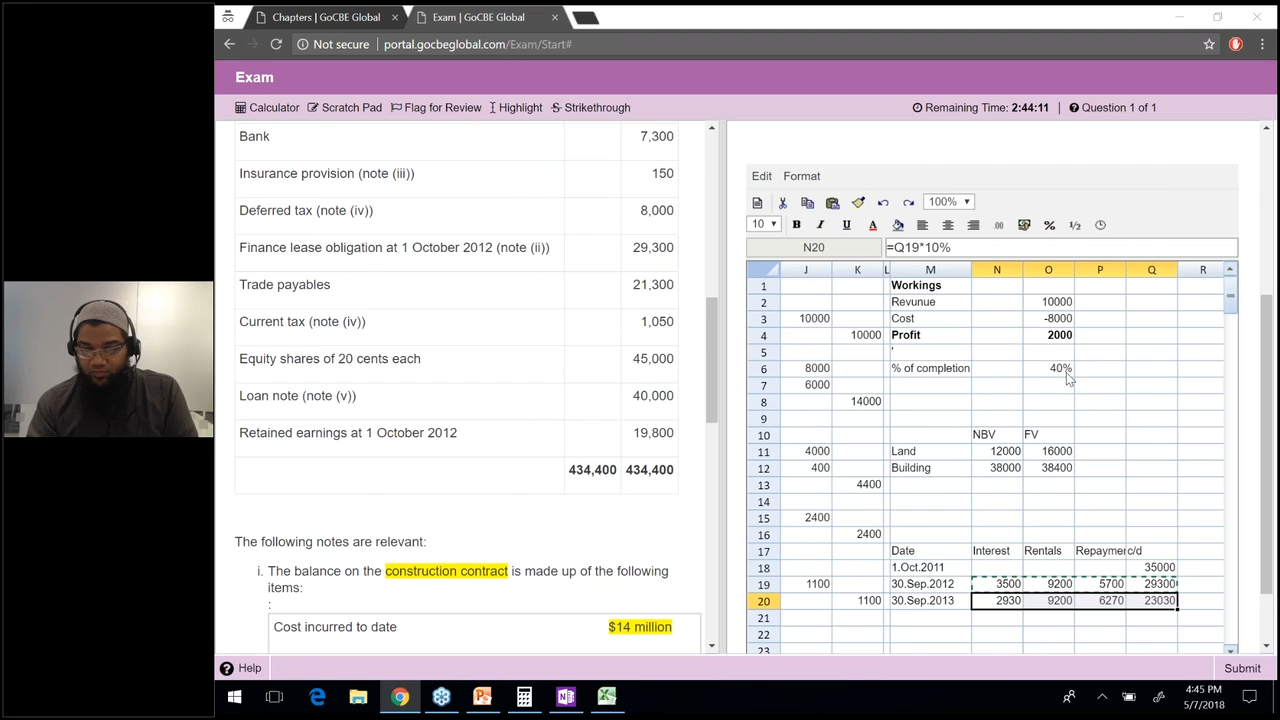 Chapters | GoCBE Global
Exam | GoCBE Global
Not secure | portal.gocbeglobal.com/Exam/Start#
Exam
Calculator Scratch Pad Flag for Review Highlight Strikethrough Remaining Time: 2:44:11 Question 1 of 1
Bank 7,300
Insurance provision (note (iii)) 150
Deferred tax (note (iv)) 8,000
Finance lease obligation at 1 October 2012 (note (ii)) 29,300
Trade payables 21,300
Current tax (note (iv)) 1,050
Equity shares of 20 cents each 45,000
Loan note (note (v)) 40,000
Retained earnings at 1 October 2012 19,800
434,400 434,400
The following notes are relevant:
i. The balance on the construction contract is made up of the following
items:
:
Cost incurred to date $14 million
Edit Format
100%
10 B I U A .00 % 1/2
N20 =Q19*10%
J K L M N O P Q R
1 Workings
2 Revunue 10000
3 10000 Cost -8000
4 10000 Profit 2000
5 '
6 8000 % of completion 40%
7 6000
8 14000
9
10 NBV FV
11 4000 Land 12000 16000
12 400 Building 38000 38400
13 4400
14
15 2400
16 2400
17 Date Interest Rentals Repaymer c/d
18 1.Oct.2011 35000
19 1100 30.Sep.2012 3500 9200 5700 29300
20 1100 30.Sep.2013 2930 9200 6270 23030
21
22
23
Help Submit
4:45 PM
5/7/2018